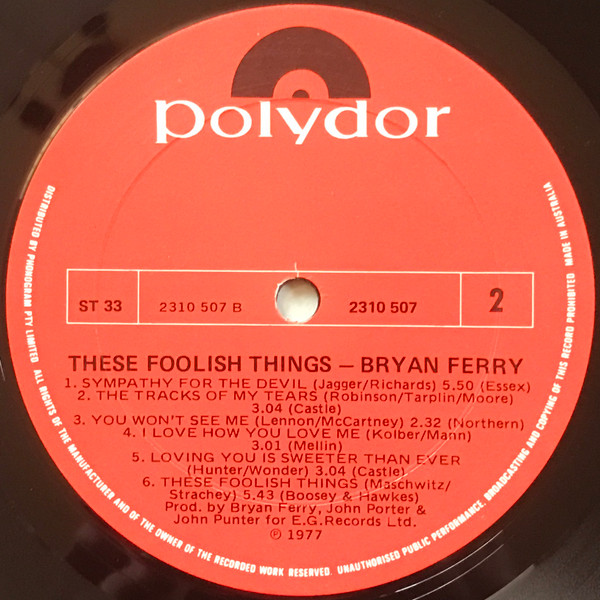 polydor
ST 33
2310 507 B
2310 507
2
THESE FOOLISH THINGS – BRYAN FERRY
1. SYMPATHY FOR THE DEVIL (Jagger/Richards) 5.50 (Essex)
2. THE TRACKS OF MY TEARS (Robinson/Tarplin/Moore)
3.04 (Castle)
3. YOU WON'T SEE ME (Lennon/McCartney) 2.32 (Northern)
4. I LOVE HOW YOU LOVE ME (Kolber/Mann)
3.01 (Mellin)
5. LOVING YOU IS SWEETER THAN EVER
(Hunter/Wonder) 3.04 (Castle)
6. THESE FOOLISH THINGS (Maschwitz/
Strachey) 5.43 (Boosey & Hawkes)
Prod. by Bryan Ferry, John Porter &
John Punter for E.G.Records Ltd.
℗ 1977
DISTRIBUTED BY PHONOGRAM PTY LIMITED ALL RIGHTS OF THE MANUFACTURER AND OF THE OWNER OF THE RECORDED WORK RESERVED. UNAUTHORISED PUBLIC PERFORMANCE, BROADCASTING AND COPYING OF THIS RECORD PROHIBITED MADE IN AUSTRALIA